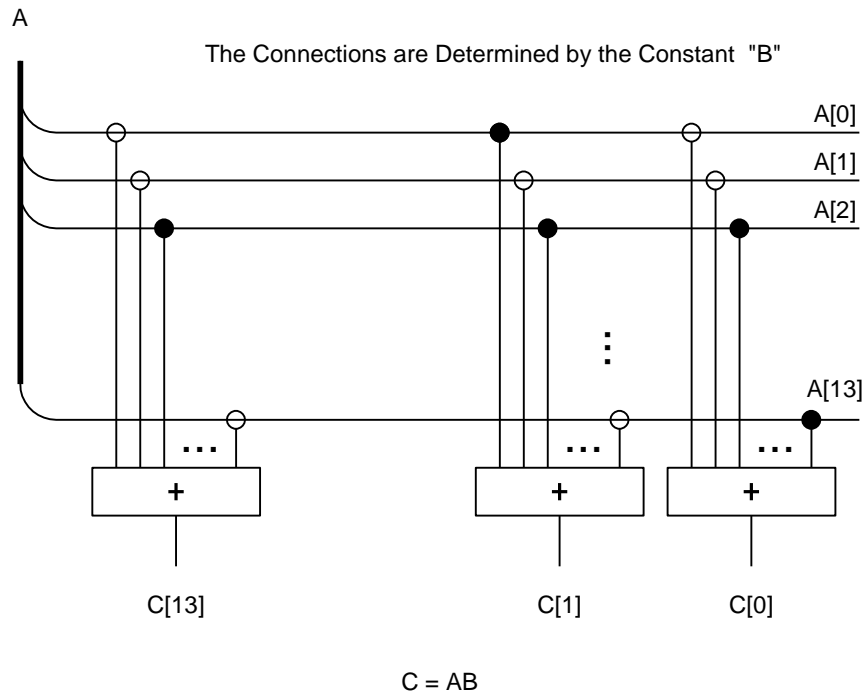 A
The Connections are Determined by the Constant "B"
A[0]
A[1]
A[2]
A[13]
+ + +
C[13] C[1] C[0]
C = AB